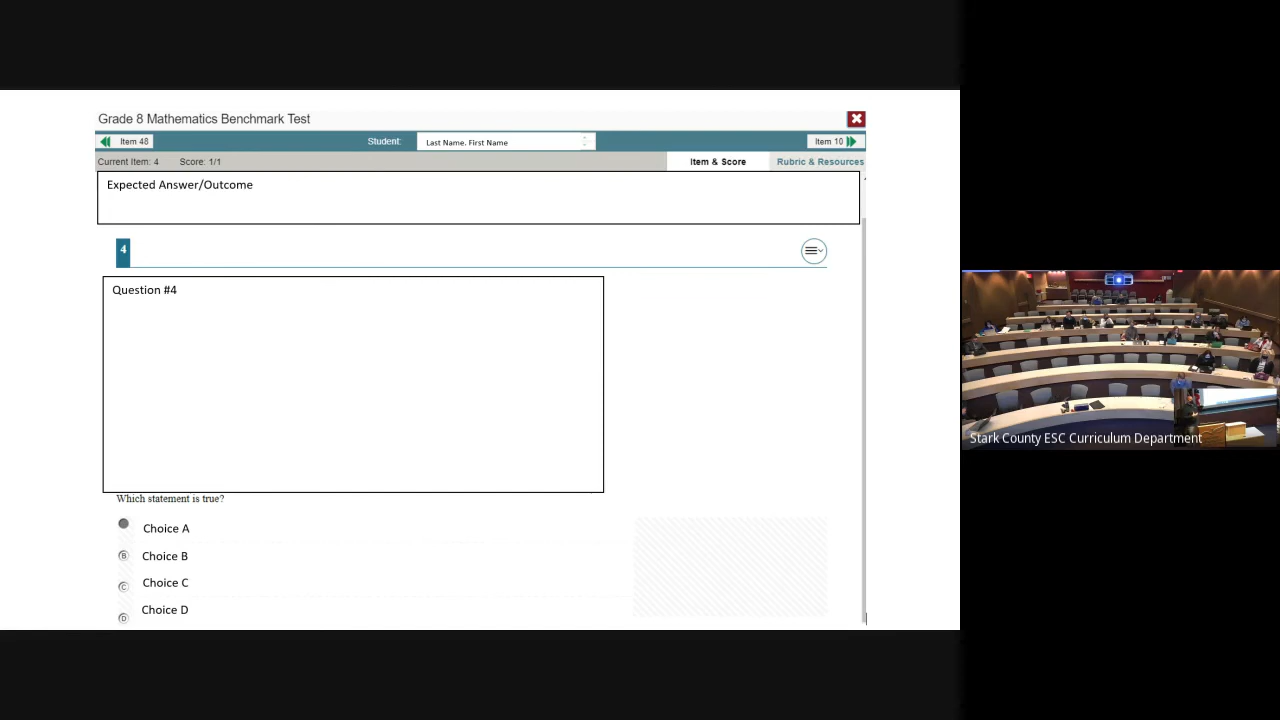 Grade 8 Mathematics Benchmark Test
Item 48
Student:
Last Name, First Name
Item 10
Current Item: 4
Score: 1/1
Item & Score
Rubric & Resources
Expected Answer/Outcome
4
Question #4
Which statement is true?
Choice A
B Choice B
C Choice C
D Choice D
Stark County ESC Curriculum Department